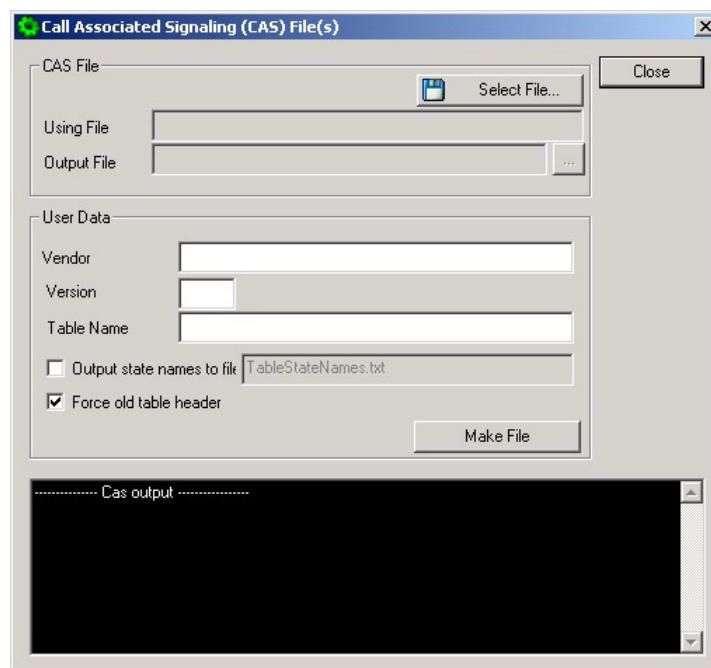 Call Associated Signaling (CAS) File(s)
CAS File
Close
Select File...
Using File
Output File
...
User Data
Vendor
Version
Table Name
Output state names to file TableStateNames.txt
Force old table header
Make File
--------------- Cas output -----------------